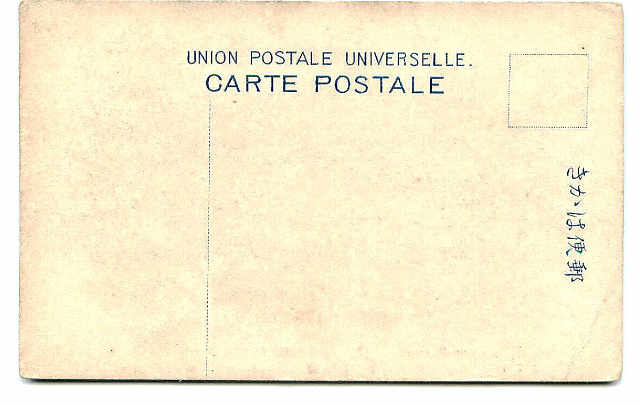 UNION POSTALE UNIVERSELLE.
CARTE POSTALE
きかは便郵